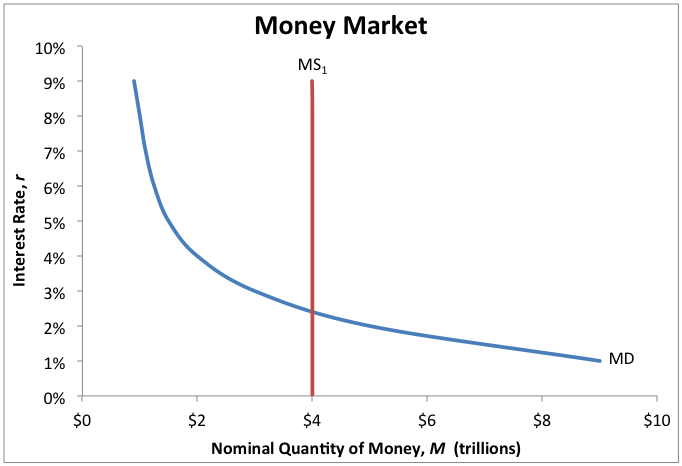 Money Market
10%
9%
8%
7%
6%
5%
4%
3%
2%
1%
0%
Interest Rate, r
MS1
MD
$0 $2 $4 $6 $8 $10
Nominal Quantity of Money, M (trillions)